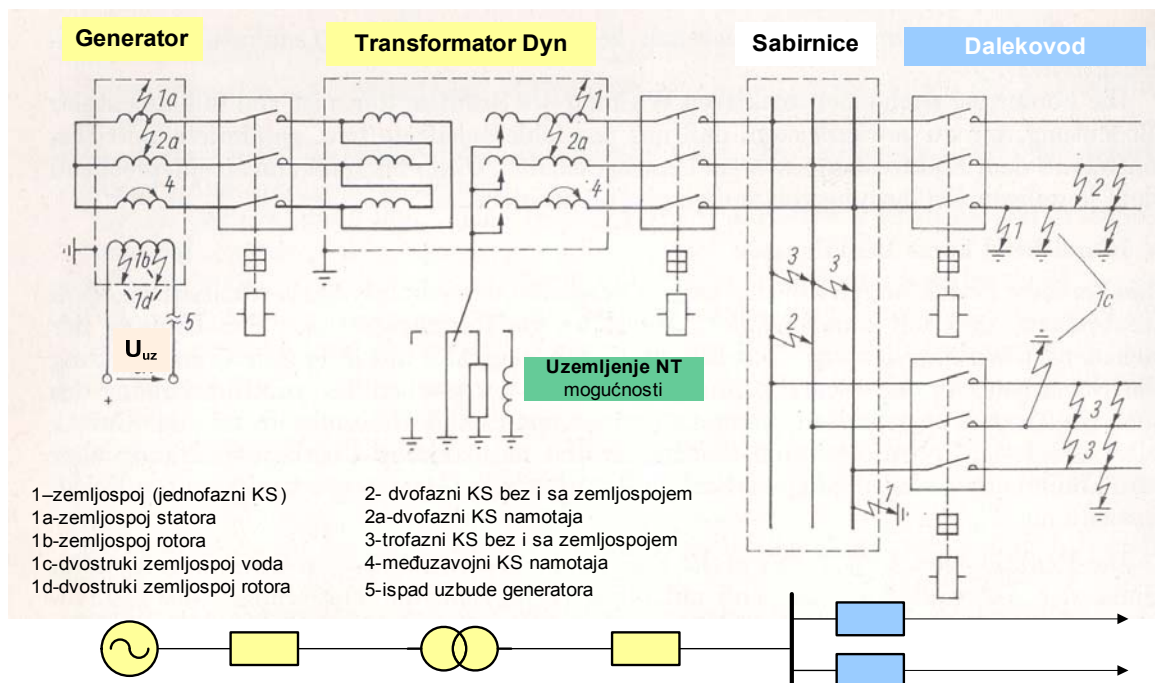 Generator
Transformator Dyn
Sabirnice
Dalekovod
1a
2a
4
1b
1d
5
U uz
+
-
1
2a
4
Uzemljenje NT
mogućnosti
3
3
2
1
2
1
1c
3
3
1–zemljospoj (jednofazni KS)
1a-zemljospoj statora
1b-zemljospoj rotora
1c-dvostruki zemljospoj voda
1d-dvostruki zemljospoj rotora
2- dvofazni KS bez i sa zemljospojem
2a-dvofazni KS namotaja
3-trofazni KS bez i sa zemljospojem
4-međuzavojni KS namotaja
5-ispad uzbude generatora